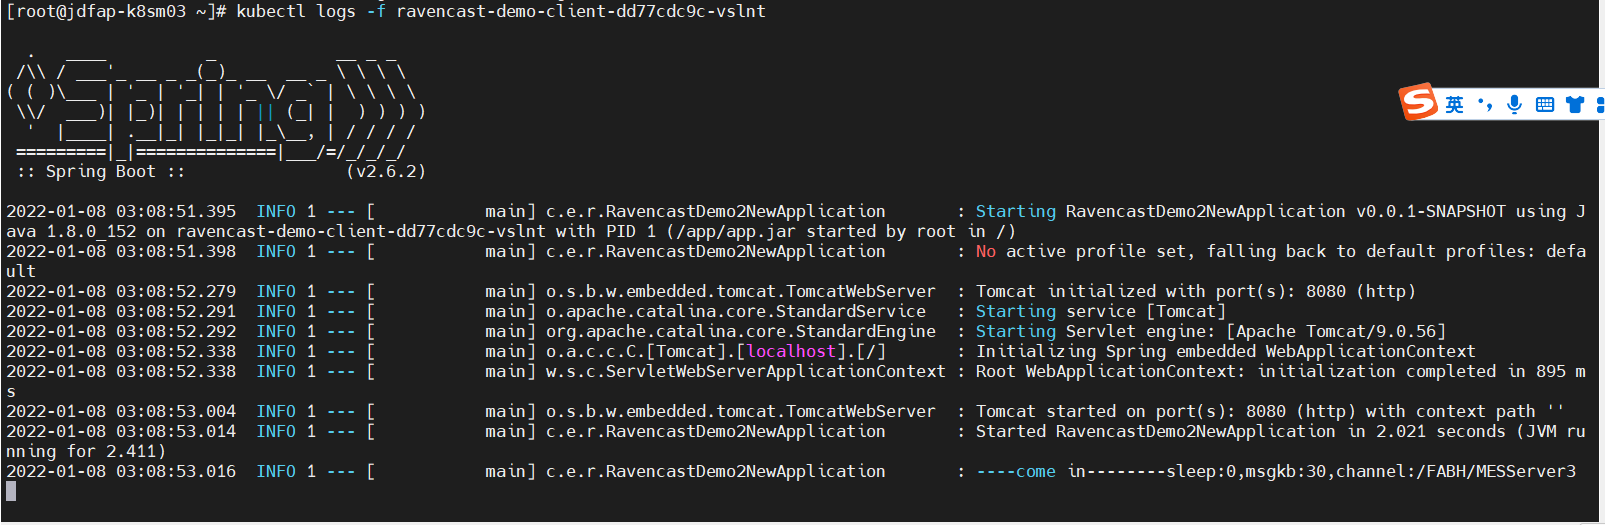 [root@jdfap-k8sm03 ~]# kubectl logs -f ravencast-demo-client-dd77cdc9c-vslnt
  .   ____          _            __ _ _
 /\\ / ___'_ __ _ _(_)_ __  __ _ \ \ \ \
( ( )\___ | '_ | '_| | '_ \/ _` | \ \ \ \
 \\/  ___)| |_)| | | | | || (_| |  ) ) ) )
  '  |____| .__|_| |_|_| |_\__, | / / / /
 =========|_|==============|___/=/_/_/_/
 :: Spring Boot ::                (v2.6.2)
2022-01-08 03:08:51.395  INFO 1 --- [           main] c.e.r.RavencastDemo2NewApplication       : Starting RavencastDemo2NewApplication v0.0.1-SNAPSHOT using J
ava 1.8.0_152 on ravencast-demo-client-dd77cdc9c-vslnt with PID 1 (/app/app.jar started by root in /)
2022-01-08 03:08:51.398  INFO 1 --- [           main] c.e.r.RavencastDemo2NewApplication       : No active profile set, falling back to default profiles: defa
ult
2022-01-08 03:08:52.279  INFO 1 --- [           main] o.s.b.w.embedded.tomcat.TomcatWebServer  : Tomcat initialized with port(s): 8080 (http)
2022-01-08 03:08:52.291  INFO 1 --- [           main] o.apache.catalina.core.StandardService   : Starting service [Tomcat]
2022-01-08 03:08:52.292  INFO 1 --- [           main] org.apache.catalina.core.StandardEngine  : Starting Servlet engine: [Apache Tomcat/9.0.56]
2022-01-08 03:08:52.338  INFO 1 --- [           main] o.a.c.c.C.[Tomcat].[localhost].[/]       : Initializing Spring embedded WebApplicationContext
2022-01-08 03:08:52.338  INFO 1 --- [           main] w.s.c.ServletWebServerApplicationContext : Root WebApplicationContext: initialization completed in 895 m
s
2022-01-08 03:08:53.004  INFO 1 --- [           main] o.s.b.w.embedded.tomcat.TomcatWebServer  : Tomcat started on port(s): 8080 (http) with context path ''
2022-01-08 03:08:53.014  INFO 1 --- [           main] c.e.r.RavencastDemo2NewApplication       : Started RavencastDemo2NewApplication in 2.021 seconds (JVM ru
nning for 2.411)
2022-01-08 03:08:53.016  INFO 1 --- [           main] c.e.r.RavencastDemo2NewApplication       : ----come in--------sleep:0,msgkb:30,channel:/FABH/MESServer3
S 英